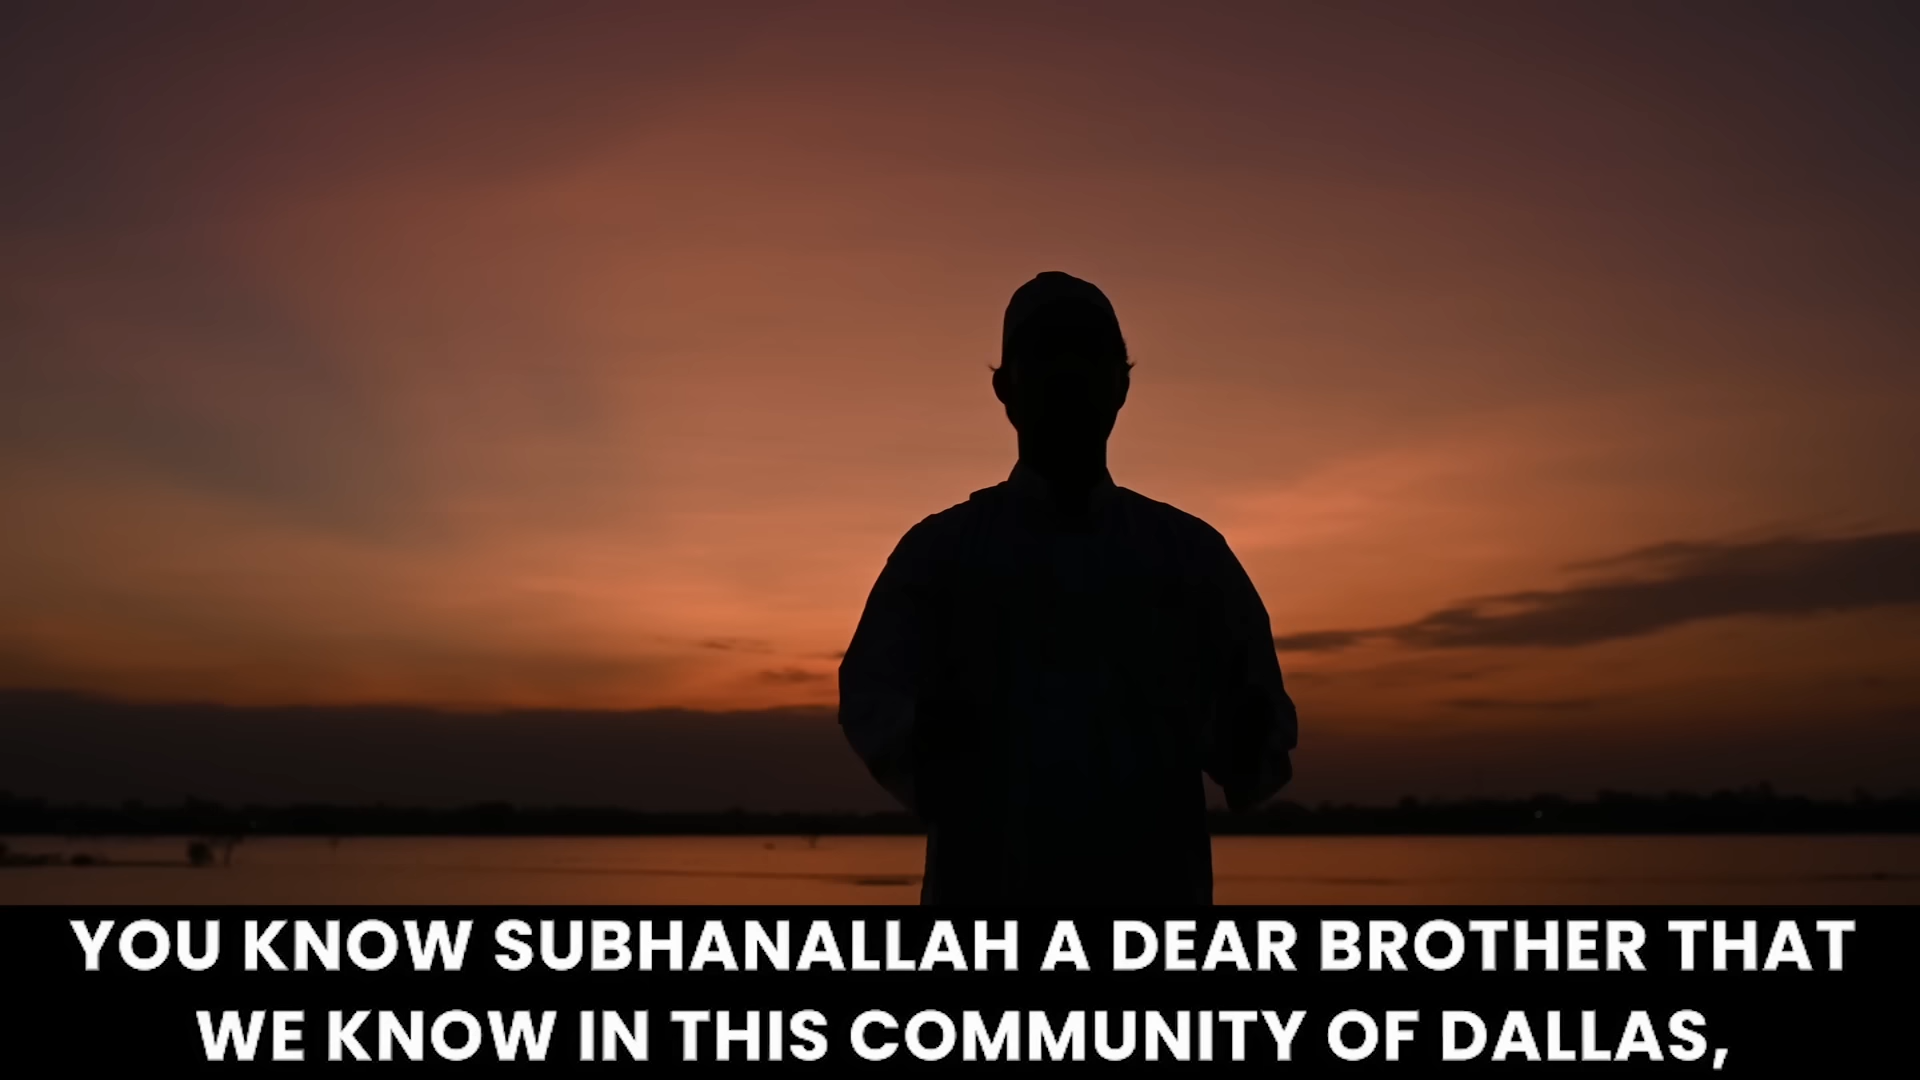 YOU KNOW SUBHANALLAH A DEAR BROTHER THAT
WE KNOW IN THIS COMMUNITY OF DALLAS,